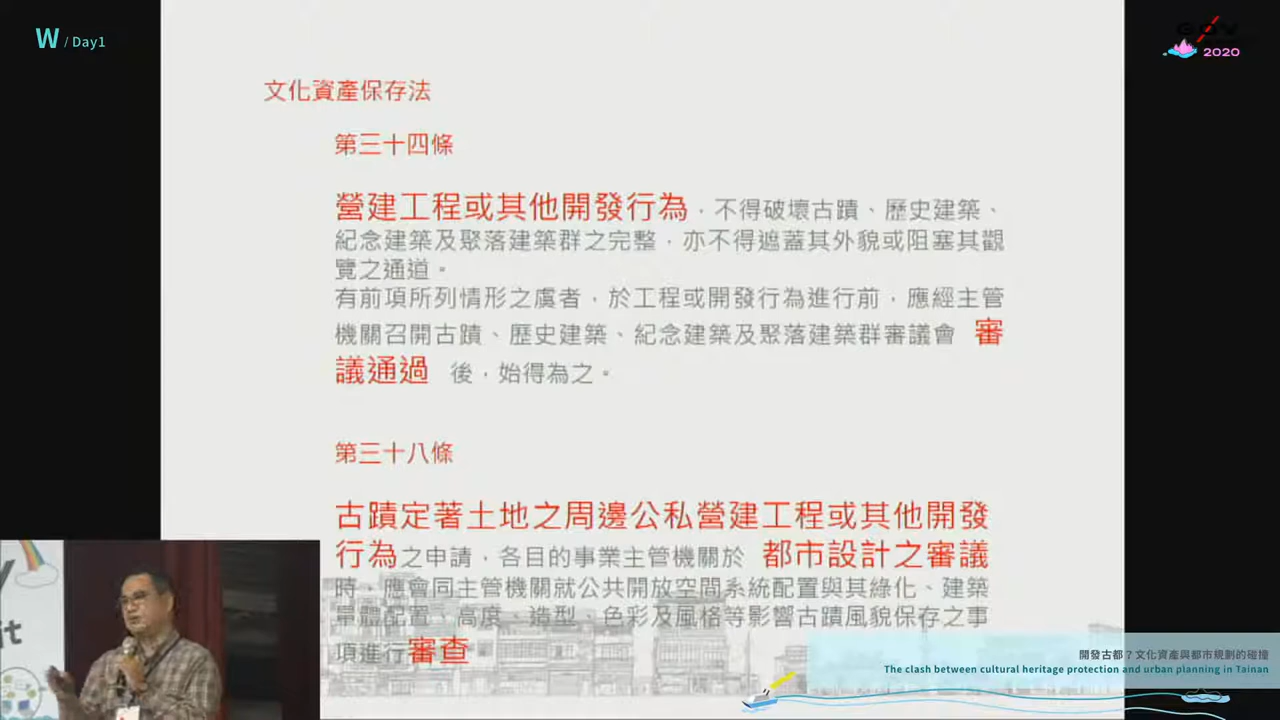 W / Day1
G0V
2020
文化資產保存法
第三十四條
營建工程或其他開發行為，不得破壞古蹟、歷史建築、
紀念建築及聚落建築群之完整，亦不得遮蓋其外貌或阻塞其觀
覽之通道。
有前項所列情形之虞者，於工程或開發行為進行前，應經主管
機關召開古蹟、歷史建築、紀念建築及聚落建築群審議會 審
議通過 後，始得為之。
第三十八條
古蹟定著土地之周邊公私營建工程或其他開發
行為之申請，各目的事業主管機關於 都市設計之審議
時，應會同主管機關就公共開放空間系統配置與其綠化、建築
量體配置、高度、造型、色彩及風格等影響古蹟風貌保存之事
項進行審查
開發古都？文化資產與都市規劃的碰撞
The clash between cultural heritage protection and urban planning in Tainan